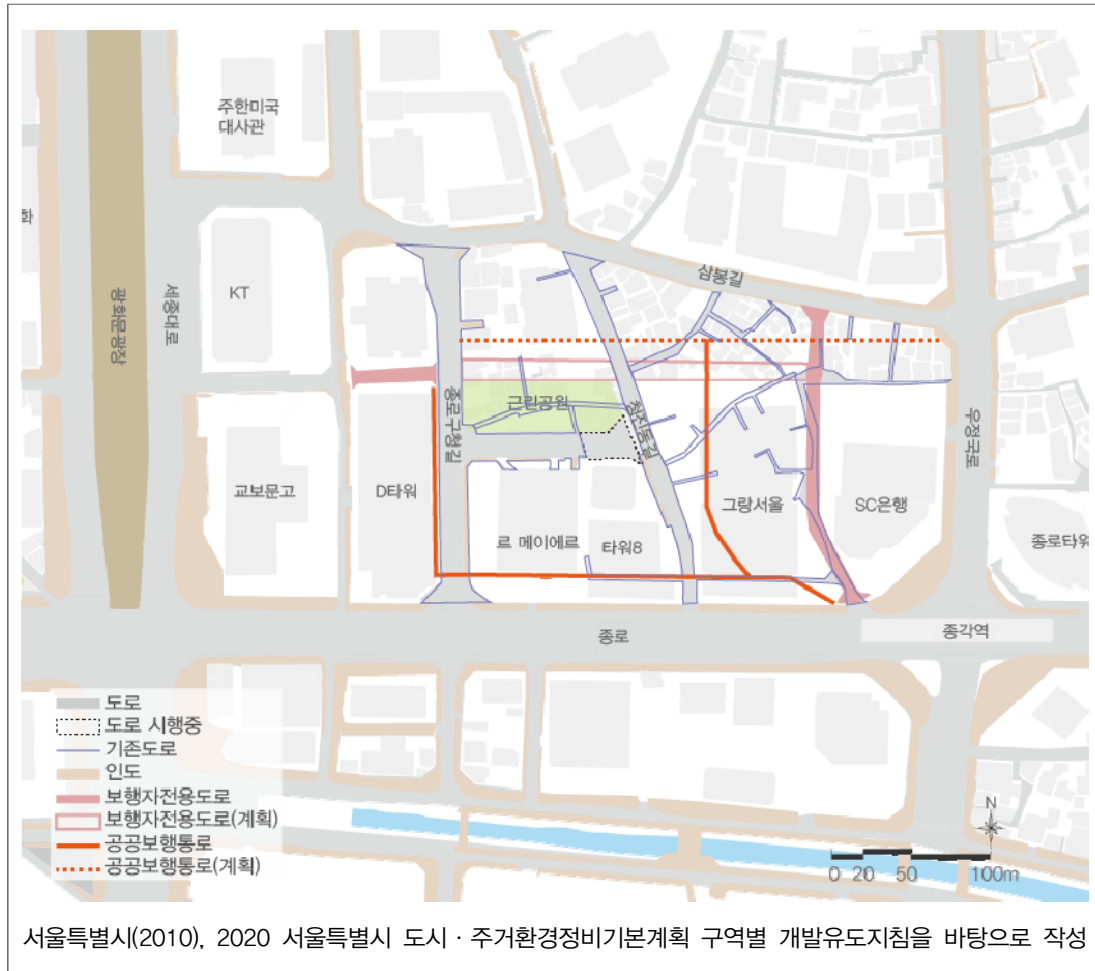 주한미국
대사관
학
KT
세종대로
광화문광장
삼봉길
근린공원
종로구청길
청진동길
우정국로
교보문고
D타워
르 메이에르
타워8
그랑서울
SC은행
종로타워
종로
종각역
도로
도로 시행중
기존도로
인도
보행자전용도로
보행자전용도로(계획)
공공보행통로
공공보행통로(계획)
N
0 20 50 100m
서울특별시(2010), 2020 서울특별시 도시 · 주거환경정비기본계획 구역별 개발유도지침을 바탕으로 작성